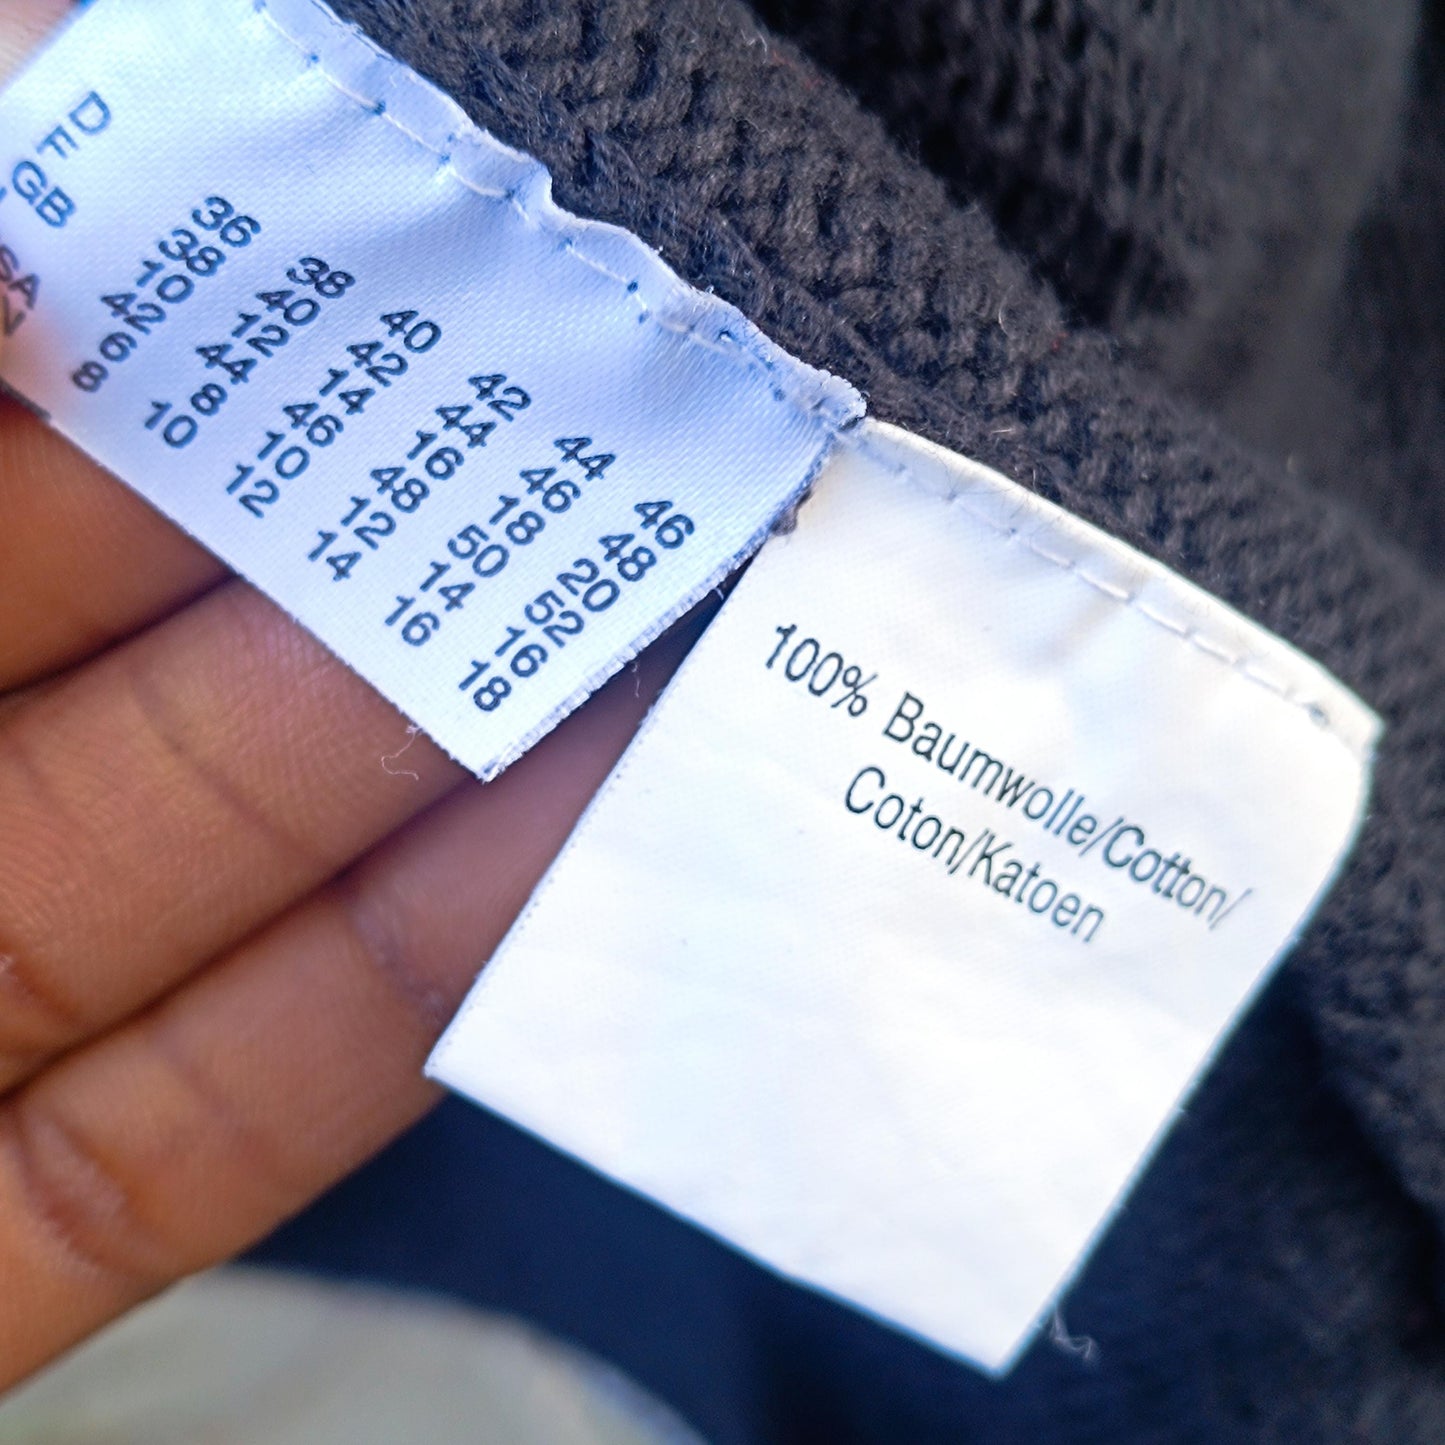 D 36 38 40 42 44 46
F 38 40 42 44 46 48
GB 10 12 14 16 18 20
42 44 46 48 50 52
SA 6 8 10 12 14 16
N 8 10 12 14 16 18
100% Baumwolle/Cotton/
Coton/Katoen